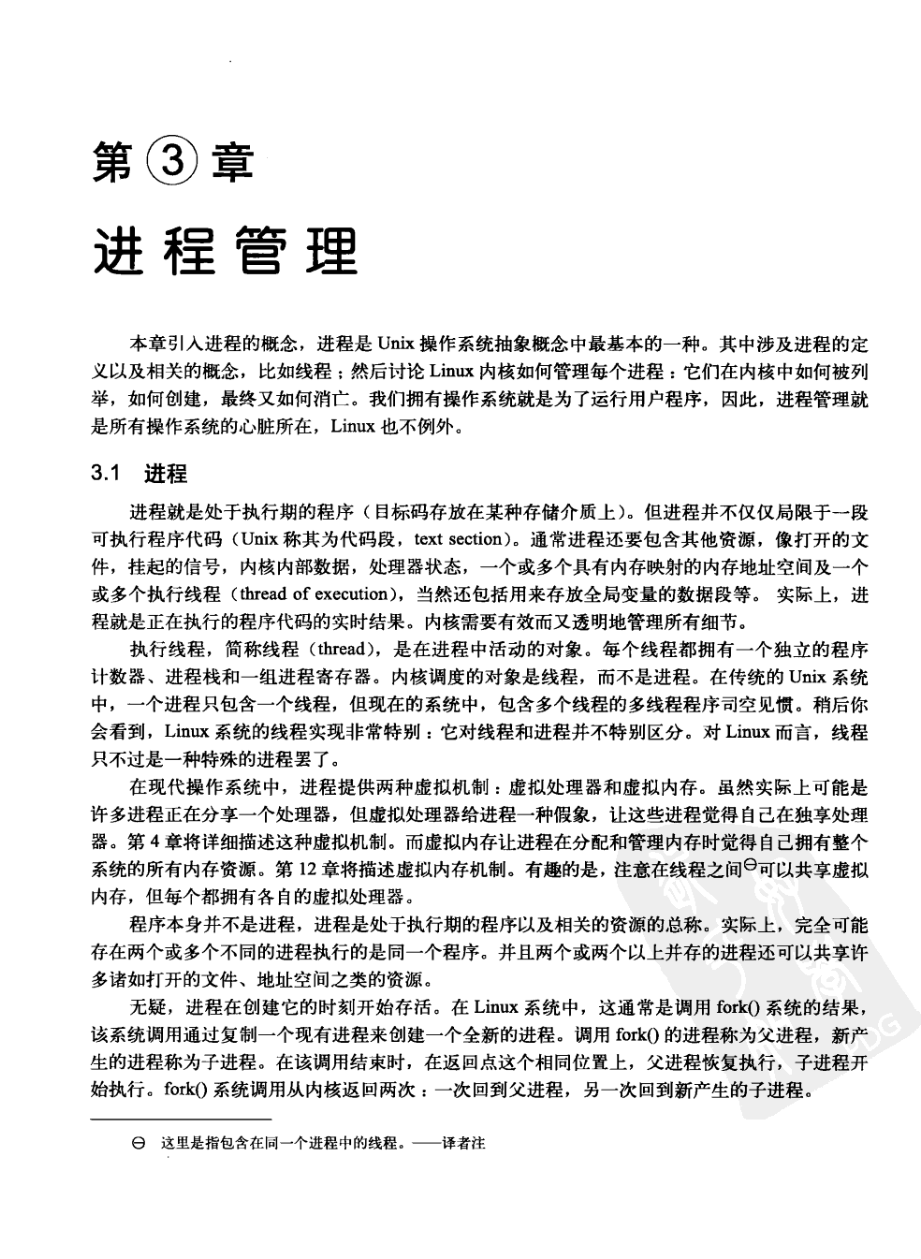 第③章
进程管理
本章引入进程的概念，进程是 Unix 操作系统抽象概念中最基本的一种。其中涉及进程的定
义以及相关的概念，比如线程；然后讨论 Linux 内核如何管理每个进程：它们在内核中如何被列
举，如何创建，最终又如何消亡。我们拥有操作系统就是为了运行用户程序，因此，进程管理就
是所有操作系统的心脏所在，Linux 也不例外。
3.1 进程
进程就是处于执行期的程序（目标码存放在某种存储介质上）。但进程并不仅仅局限于一段
可执行程序代码（Unix 称其为代码段，text section）。通常进程还要包含其他资源，像打开的文
件，挂起的信号，内核内部数据，处理器状态，一个或多个具有内存映射的内存地址空间及一个
或多个执行线程（thread of execution），当然还包括用来存放全局变量的数据段等。 实际上，进
程就是正在执行的程序代码的实时结果。内核需要有效而又透明地管理所有细节。
执行线程，简称线程（thread），是在进程中活动的对象。每个线程都拥有一个独立的程序
计数器、进程栈和一组进程寄存器。内核调度的对象是线程，而不是进程。在传统的 Unix 系统
中，一个进程只包含一个线程，但现在的系统中，包含多个线程的多线程程序司空见惯。稍后你
会看到，Linux 系统的线程实现非常特别：它对线程和进程并不特别区分。对 Linux 而言，线程
只不过是一种特殊的进程罢了。
在现代操作系统中，进程提供两种虚拟机制：虚拟处理器和虚拟内存。虽然实际上可能是
许多进程正在分享一个处理器，但虚拟处理器给进程一种假象，让这些进程觉得自己在独享处理
器。第 4 章将详细描述这种虚拟机制。而虚拟内存让进程在分配和管理内存时觉得自己拥有整个
系统的所有内存资源。第 12 章将描述虚拟内存机制。有趣的是，注意在线程之间㊀可以共享虚拟
内存，但每个都拥有各自的虚拟处理器。
程序本身并不是进程，进程是处于执行期的程序以及相关的资源的总称。实际上，完全可能
存在两个或多个不同的进程执行的是同一个程序。并且两个或两个以上并存的进程还可以共享许
多诸如打开的文件、地址空间之类的资源。
无疑，进程在创建它的时刻开始存活。在 Linux 系统中，这通常是调用 fork() 系统的结果，
该系统调用通过复制一个现有进程来创建一个全新的进程。调用 fork() 的进程称为父进程，新产
生的进程称为子进程。在该调用结束时，在返回点这个相同位置上，父进程恢复执行，子进程开
始执行。fork() 系统调用从内核返回两次：一次回到父进程，另一次回到新产生的子进程。
㊀ 这里是指包含在同一个进程中的线程。——译者注